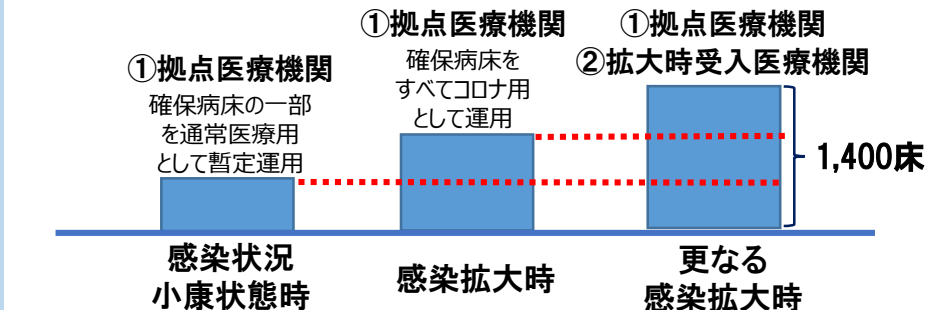 ①拠点医療機関
確保病床の一部
を通常医療用
として暫定運用
感染状況
小康状態時
①拠点医療機関
確保病床を
すべてコロナ用
として運用
感染拡大時
①拠点医療機関
②拡大時受入医療機関
1,400床
更なる
感染拡大時